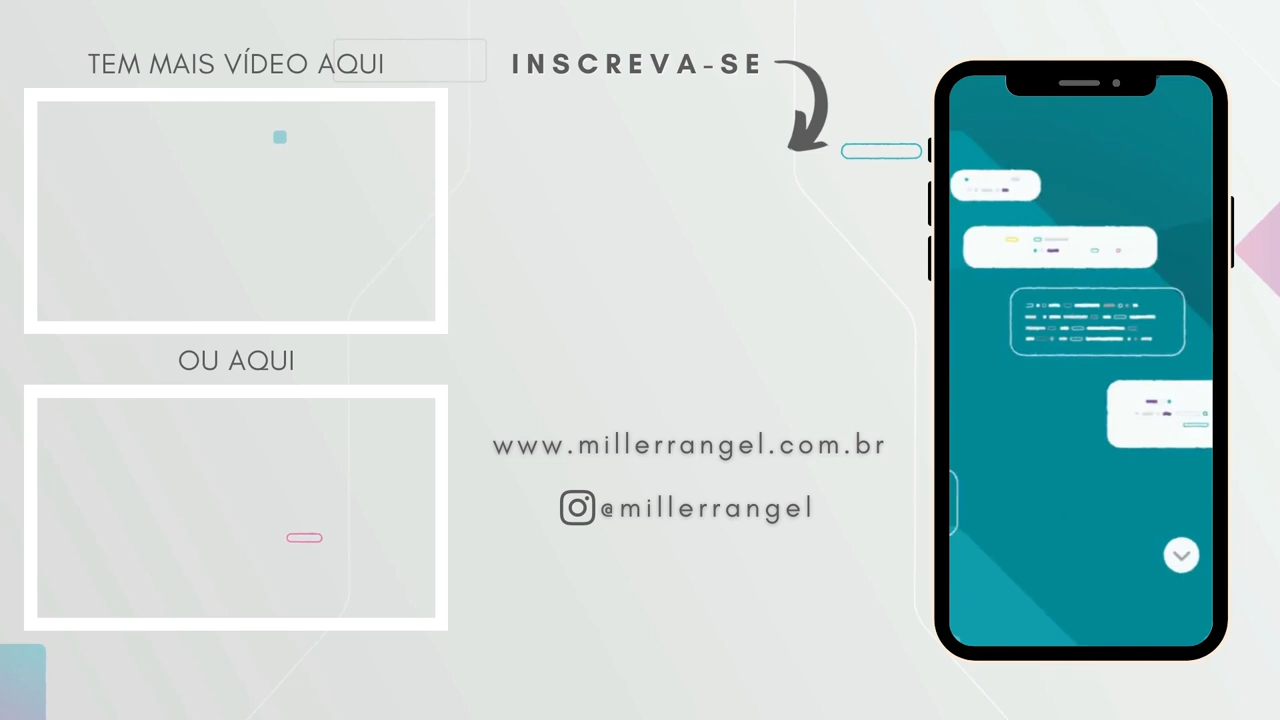 TEM MAIS VÍDEO AQUI
OU AQUI
INSCREVA-SE
www.millerrangel.com.br
@millerrangel